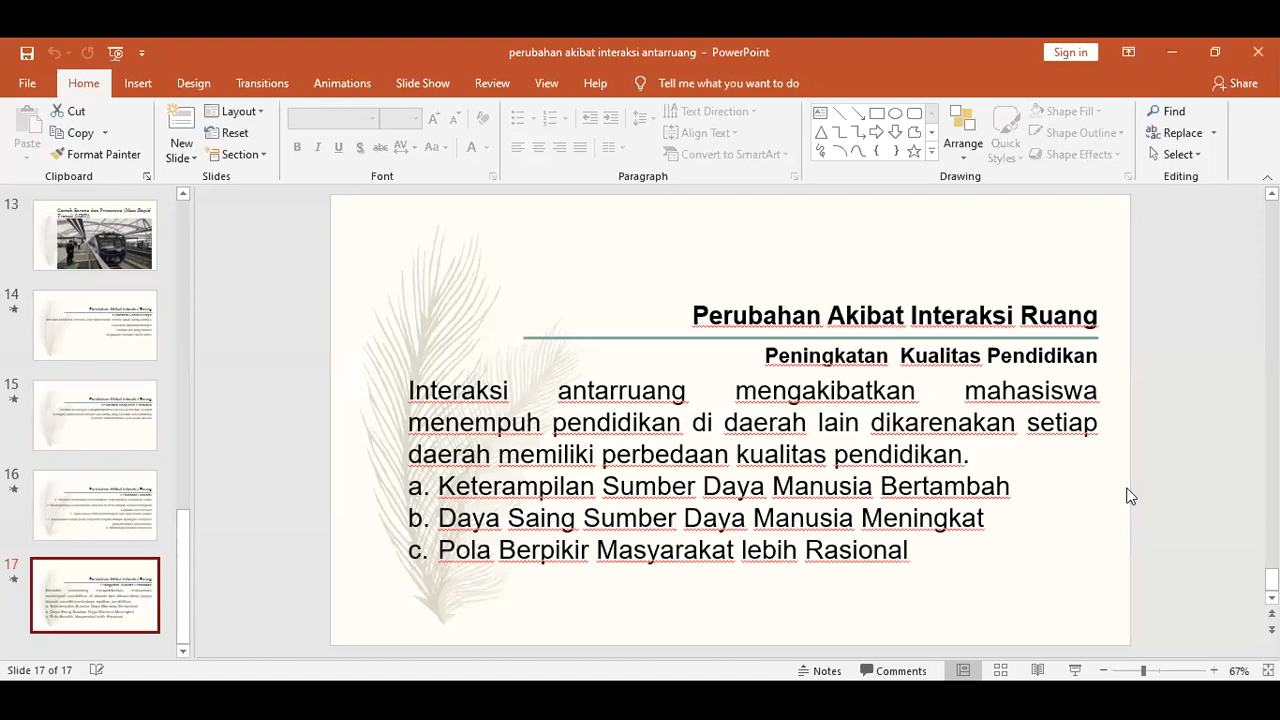 perubahan akibat interaksi antarruang - PowerPoint
Sign in
File Home Insert Design Transitions Animations Slide Show Review View Help Tell me what you want to do Share
Paste
Cut
Copy
Format Painter
Clipboard
New Slide
Layout
Reset
Section
Slides
Font
Text Direction
Align Text
Convert to SmartArt
Paragraph
Arrange
Quick Styles
Shape Fill
Shape Outline
Shape Effects
Drawing
Find
Replace
Select
Editing
13
14
15
16
17
Perubahan Akibat Interaksi Ruang
Peningkatan Kualitas Pendidikan
Interaksi antarruang mengakibatkan mahasiswa
menempuh pendidikan di daerah lain dikarenakan setiap
daerah memiliki perbedaan kualitas pendidikan.
a. Keterampilan Sumber Daya Manusia Bertambah
b. Daya Saing Sumber Daya Manusia Meningkat
c. Pola Berpikir Masyarakat lebih Rasional
Slide 17 of 17
Notes
Comments
67%